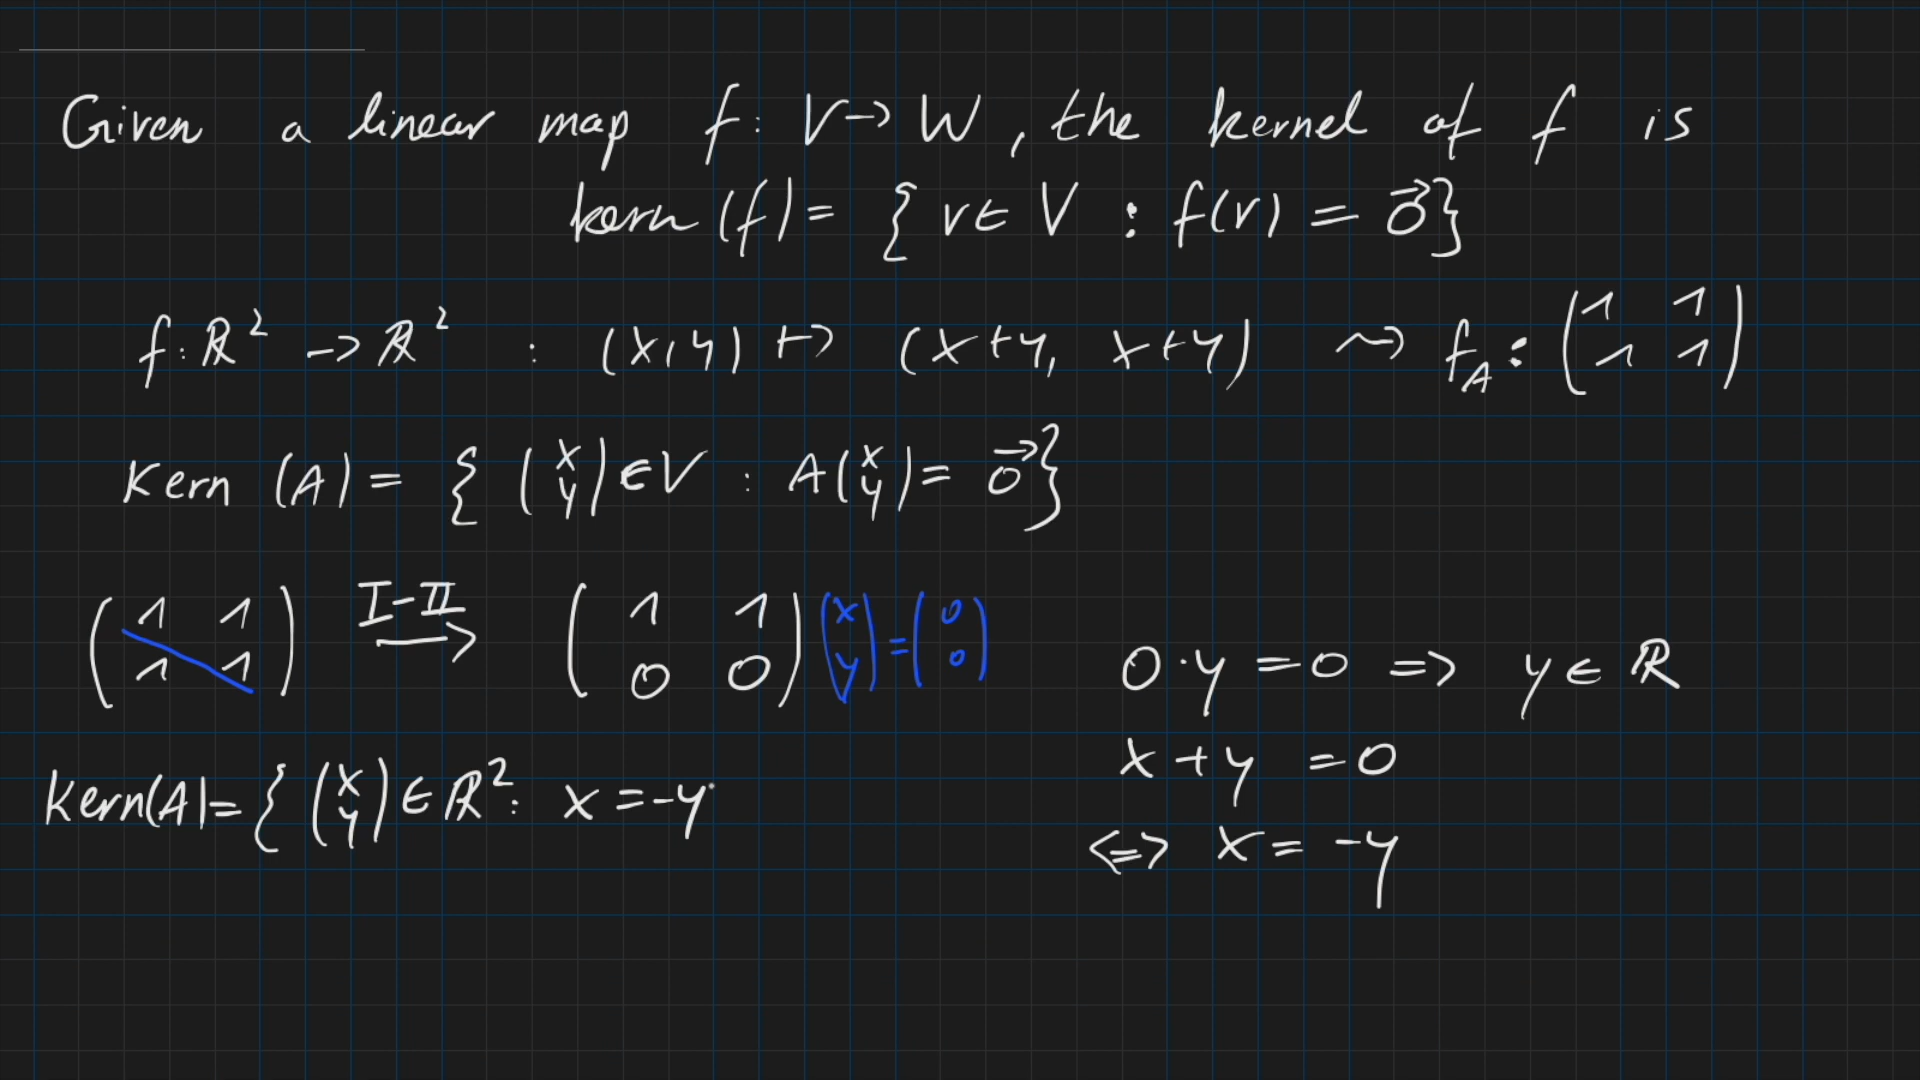 Given a linear map f: V → W, the kernel of f is
kern (f) = { v ∈ V : f(v) = 0⃗ }
f: ℝ² → ℝ² : (x, y) ↦ (x+y, x+y) ⇝ f_A : (1 1; 1 1)
Kern (A) = { (x y) ∈ V : A(x y) = 0⃗ }
(1 1; 1 1) I-II → (1 1; 0 0) (x y) = (0 0)
0·y = 0 => y ∈ ℝ
x + y = 0
<=> x = -y
Kern(A) = { (x y) ∈ ℝ² : x = -y